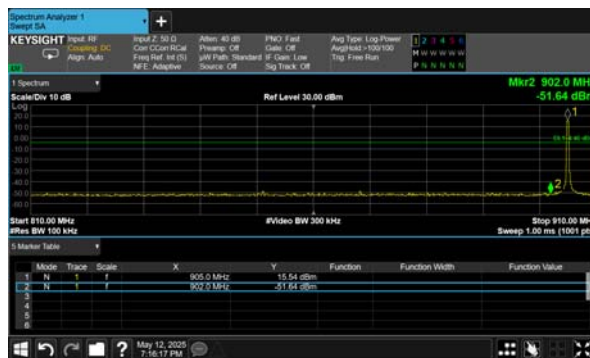 Spectrum Analyzer 1
Swept SA
KEYSIGHT
Input: RF
Coupling: DC
Align: Auto
Input Z: 50 Ω
Corr CCorr RCal
Freq Ref: Int (S)
NFE: Adaptive
Atten: 40 dB
Preamp: Off
µW Path: Standard
Source: Off
PNO: Fast
Gate: Off
IF Gain: Low
Sig Track: Off
Avg Type: Log-Power
Avg|Hold:>100/100
Trig: Free Run
1 2 3 4 5 6
M W W W W W
P N N N N N
1 Spectrum
Scale/Div 10 dB
Ref Level 30.00 dBm
Mkr2 902.0 MHz
-51.64 dBm
Log
20.0
10.0
0.00
-10.0
-20.0
-30.0
-40.0
-50.0
-60.0
1
2
Start 810.00 MHz
#Video BW 300 kHz
Stop 910.00 MHz
#Res BW 100 kHz
Sweep 1.00 ms (1001 pts
5 Marker Table
Mode Trace Scale X Y Function Function Width Function Value
1 N 1 f 905.0 MHz 15.54 dBm
2 N 1 f 902.0 MHz -51.64 dBm
3
4
5
6
?
May 12, 2025
7:16:17 PM